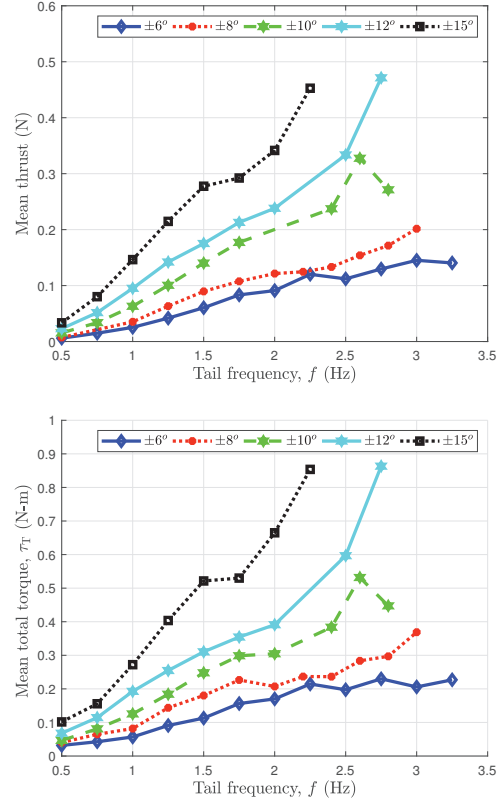 0.6
±6° ±8° ±10° ±12° ±15°
0.5
0.4
0.3
0.2
0.1
0
Mean thrust (N)
0.5 1 1.5 2 2.5 3 3.5
Tail frequency, f (Hz)
1
±6° ±8° ±10° ±12° ±15°
0.9
0.8
0.7
0.6
0.5
0.4
0.3
0.2
0.1
0
Mean total torque, τT (N-m)
0.5 1 1.5 2 2.5 3 3.5
Tail frequency, f (Hz)